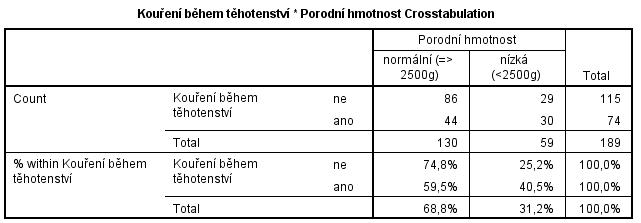 Kouření během těhotenství * Porodní hmotnost Crosstabulation
Porodní hmotnost
normální (=> 2500g) nízká (<2500g) Total
Count Kouření během těhotenství ne 86 29 115
ano 44 30 74
Total 130 59 189
% within Kouření během těhotenství Kouření během těhotenství ne 74,8% 25,2% 100,0%
ano 59,5% 40,5% 100,0%
Total 68,8% 31,2% 100,0%